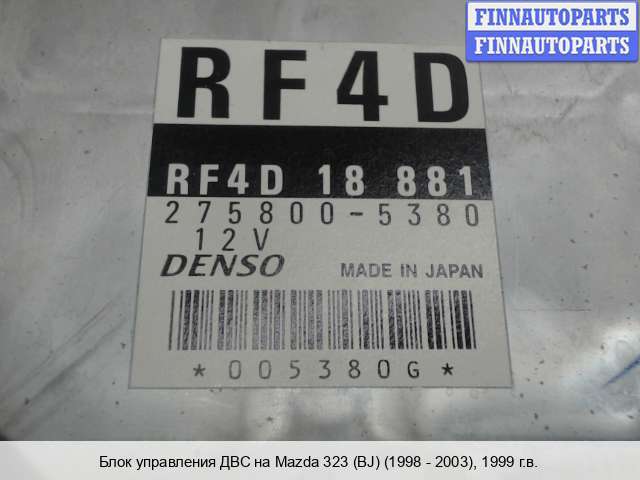 FINNAUTOPARTS
FINNAUTOPARTS
RF4D
RF4D 18 881
275800-5380
12V
DENSO
MADE IN JAPAN
*005380G*
Блок управления ДВС на Mazda 323 (BJ) (1998 - 2003), 1999 г.в.